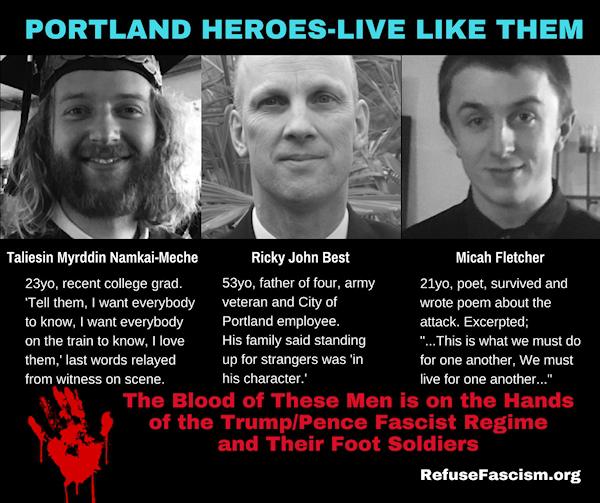 PORTLAND HEROES-LIVE LIKE THEM
Taliesin Myrddin Namkai-Meche
23yo, recent college grad.
'Tell them, I want everybody
to know, I want everybody
on the train to know, I love
them,' last words relayed
from witness on scene.
Ricky John Best
53yo, father of four, army
veteran and City of
Portland employee.
His family said standing
up for strangers was 'in
his character.'
Micah Fletcher
21yo, poet, survived and
wrote poem about the
attack. Excerpted;
"...This is what we must do
for one another, We must
live for one another..."
The Blood of These Men is on the Hands
of the Trump/Pence Fascist Regime
and Their Foot Soldiers
RefuseFascism.org